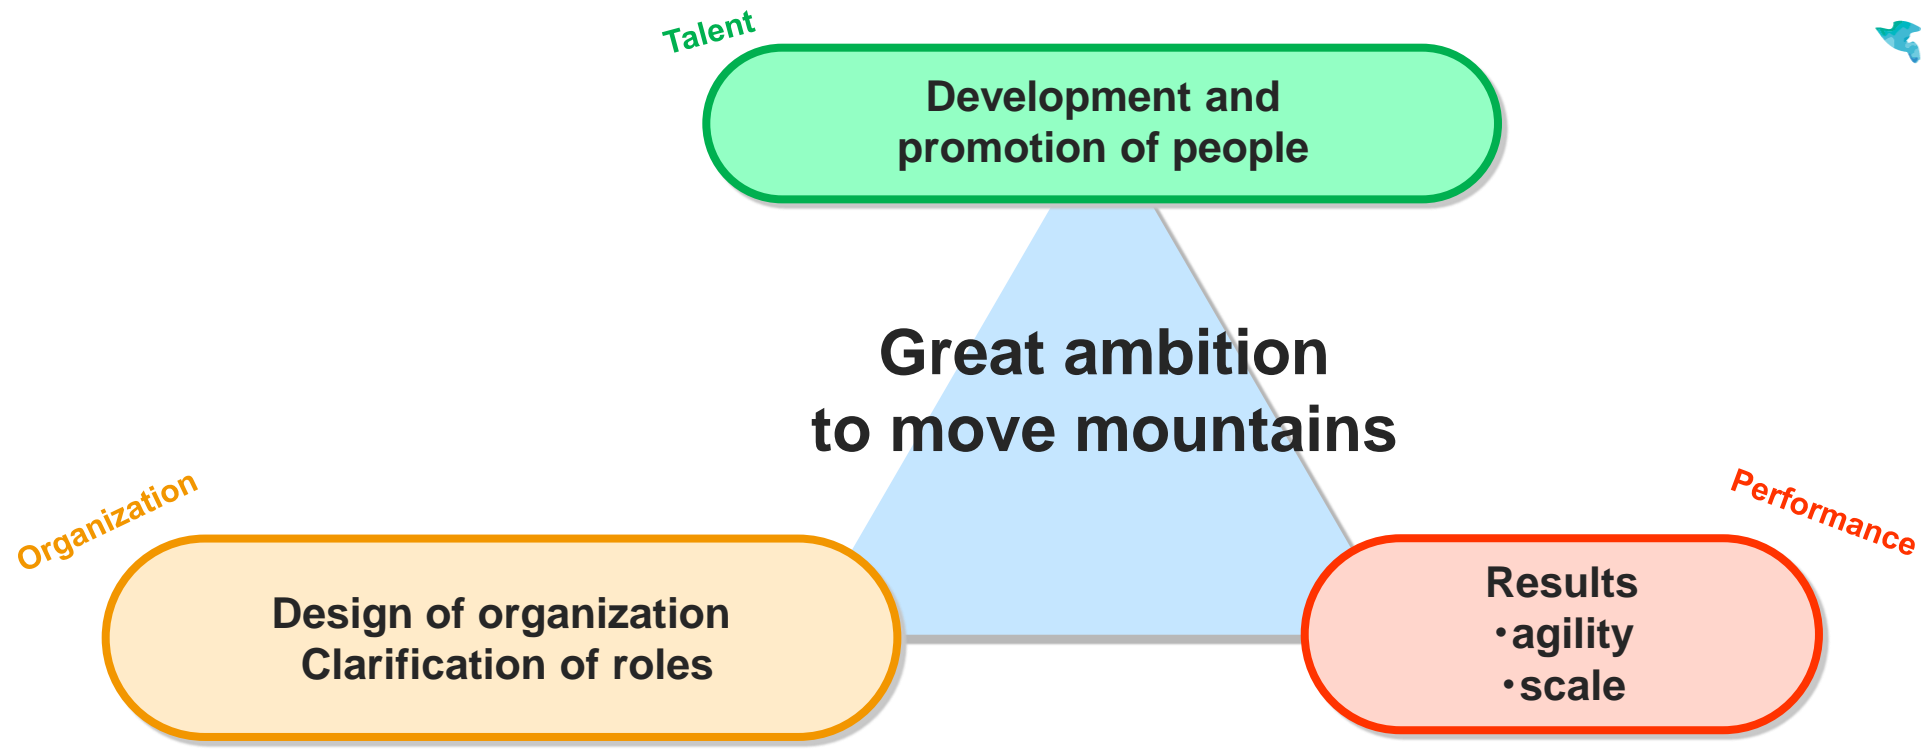 Talent
Development and
promotion of people
Great ambition
to move mountains
Organization
Design of organization
Clarification of roles
Performance
Results
・agility
・scale